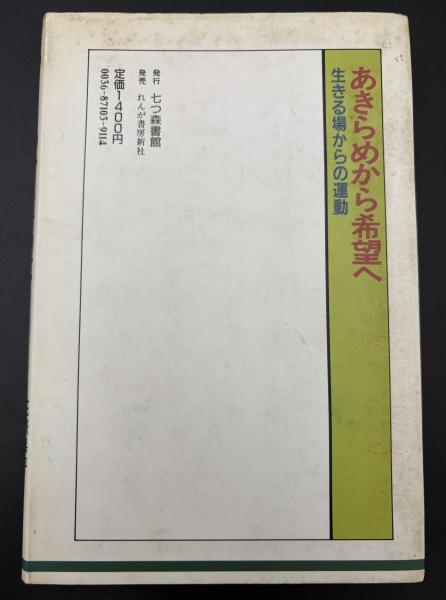 あきらめから希望へ
生きる場からの運動
発行 七つ森書館
発売 れんが書房新社
定価1400円
0036-87103-9114